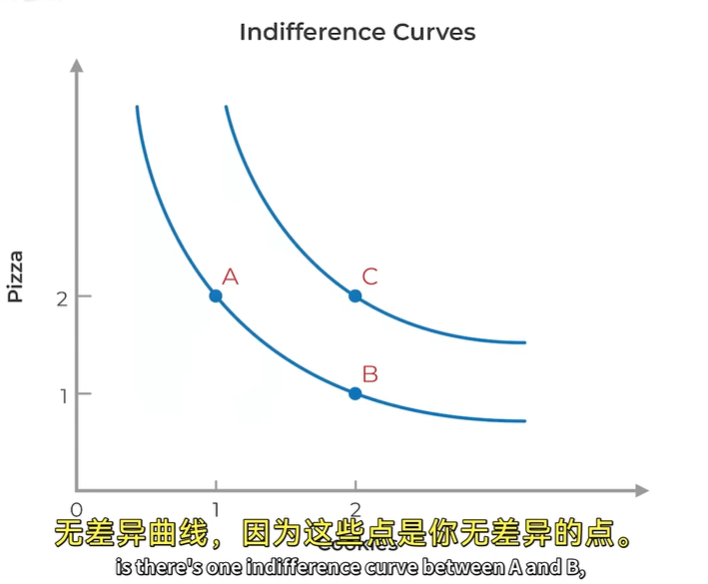 Indifference Curves
Pizza
A
C
2
B
1
0
1
2
Cookies
无差异曲线，因为这些点是你无差异的点。
is there's one indifference curve between A and B,